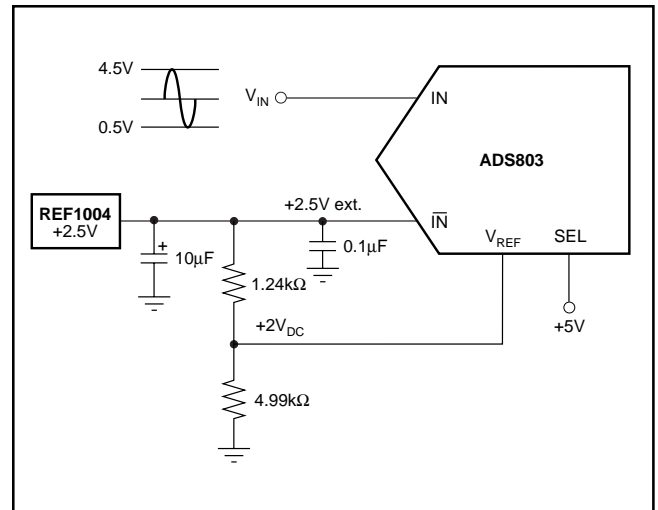 4.5V
V_IN
IN
0.5V
ADS803
REF1004
+2.5V
+2.5V ext.
I̅N̅
V_REF
SEL
+
10μF
0.1μF
1.24kΩ
+2V_DC
+5V
4.99kΩ